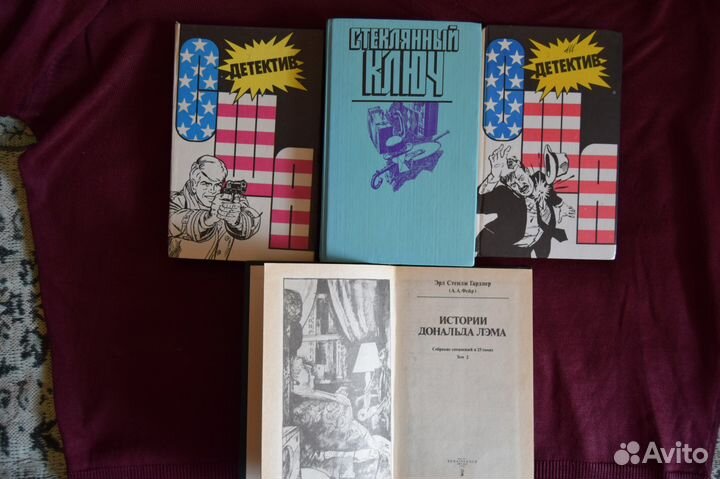 ДЕТЕКТИВ
США
СТЕКЛЯННЫЙ
КЛЮЧ
ДЕТЕКТИВ
США
Эрл Стенли Гарднер
(А. А. Фейр)
ИСТОРИИ
ДОНАЛЬДА ЛЭМА
Собрание сочинений в 25 томах
Том 2
Avito